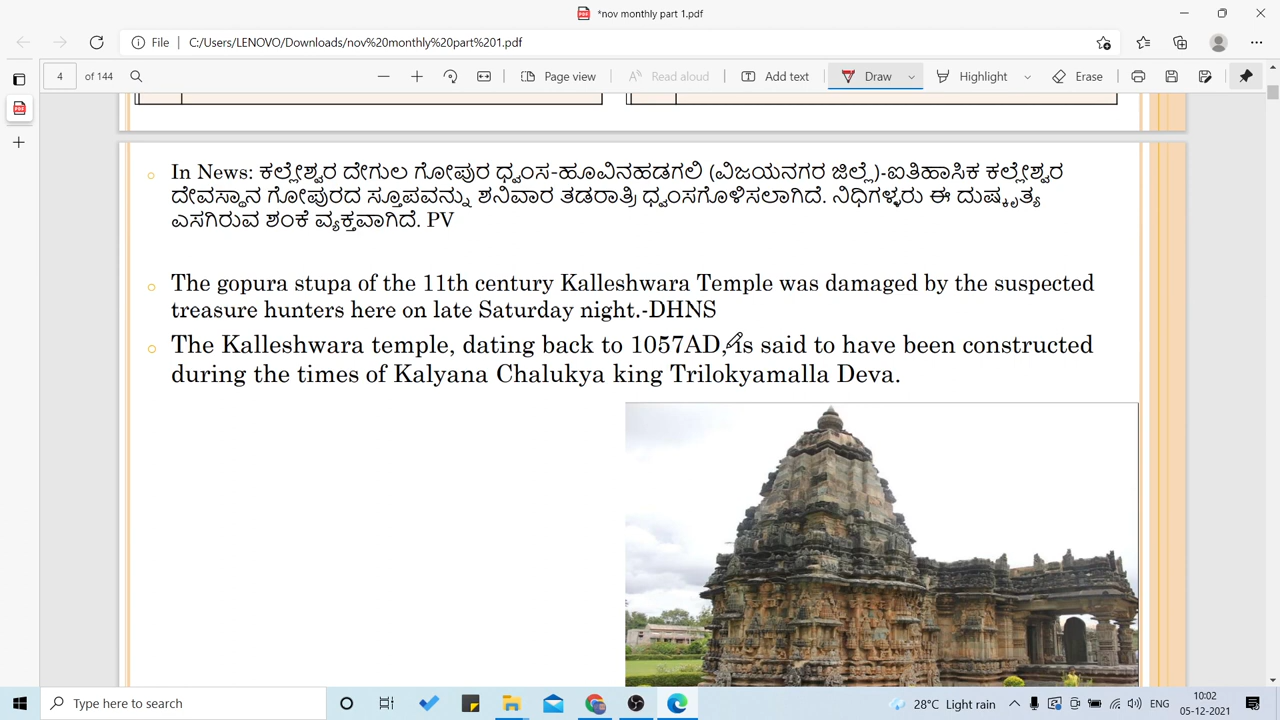 *nov monthly part 1.pdf
File | C:/Users/LENOVO/Downloads/nov%20monthly%20part%201.pdf
4 of 144 Page view Read aloud Add text Draw Highlight Erase
In News: ಕಲ್ಲೇಶ್ವರ ದೇಗುಲ ಗೋಪುರ ಧ್ವಂಸ-ಹೂವಿನಹಡಗಲಿ (ವಿಜಯನಗರ ಜಿಲ್ಲೆ)-ಐತಿಹಾಸಿಕ ಕಲ್ಲೇಶ್ವರ
ದೇವಸ್ಥಾನ ಗೋಪುರದ ಸ್ತೂಪವನ್ನು ಶನಿವಾರ ತಡರಾತ್ರಿ ಧ್ವಂಸಗೊಳಿಸಲಾಗಿದೆ. ನಿಧಿಗಳ್ಳರು ಈ ದುಷ್ಕೃತ್ಯ
ಎಸಗಿರುವ ಶಂಕೆ ವ್ಯಕ್ತವಾಗಿದೆ. PV
The gopura stupa of the 11th century Kalleshwara Temple was damaged by the suspected
treasure hunters here on late Saturday night.-DHNS
The Kalleshwara temple, dating back to 1057AD, is said to have been constructed
during the times of Kalyana Chalukya king Trilokyamalla Deva.
Type here to search
28°C Light rain
ENG
10:02
05-12-2021